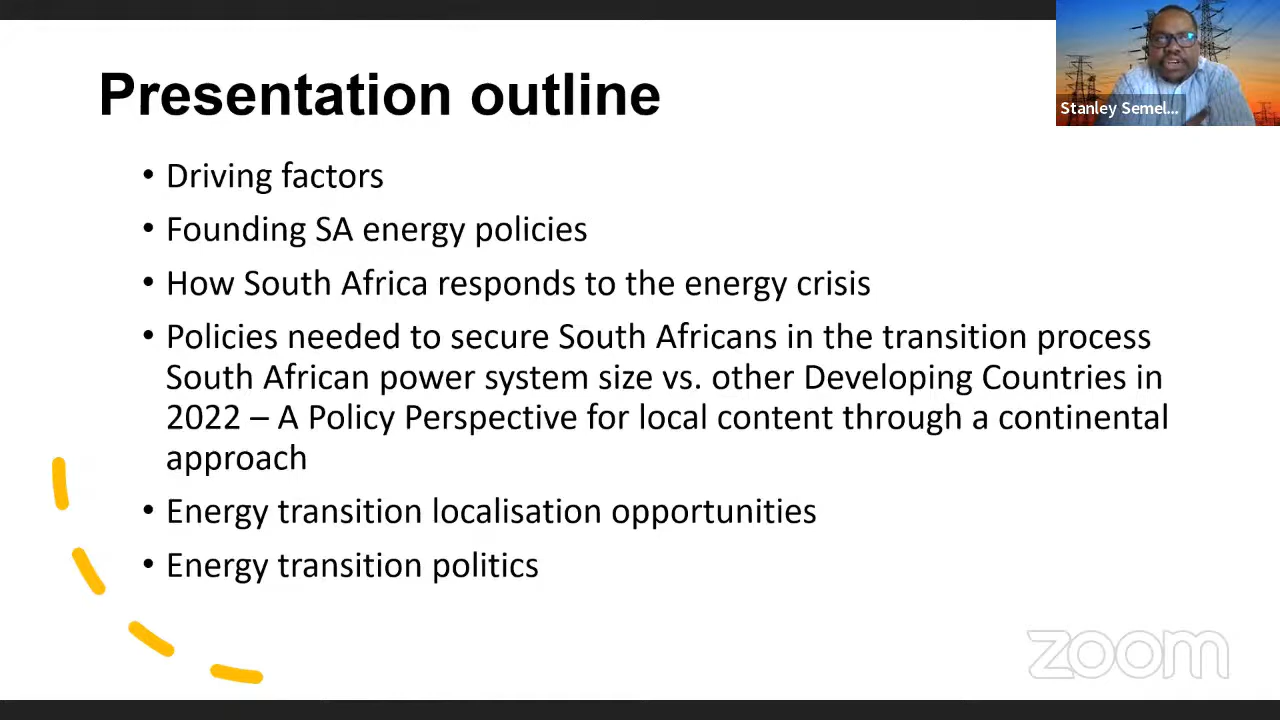 Presentation outline
Stanley Semel...
• Driving factors
• Founding SA energy policies
• How South Africa responds to the energy crisis
• Policies needed to secure South Africans in the transition process
South African power system size vs. other Developing Countries in
2022 – A Policy Perspective for local content through a continental
approach
• Energy transition localisation opportunities
• Energy transition politics
zoom